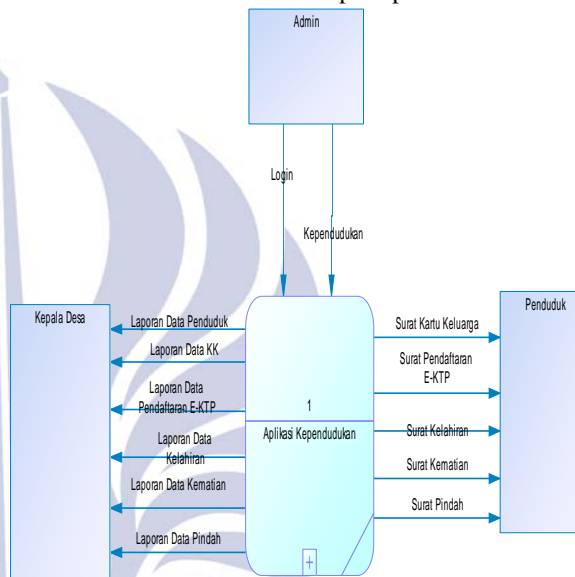 Admin
Login
Kependudukan
Kepala Desa
Laporan Data Penduduk
Laporan Data KK
Laporan Data
Pendaftaran E-KTP
Laporan Data
Kelahiran
Laporan Data Kematian
Laporan Data Pindah
1
Aplikasi Kependudukan
Penduduk
Surat Kartu Keluarga
Surat Pendaftaran
E-KTP
Surat Kelahiran
Surat Kematian
Surat Pindah